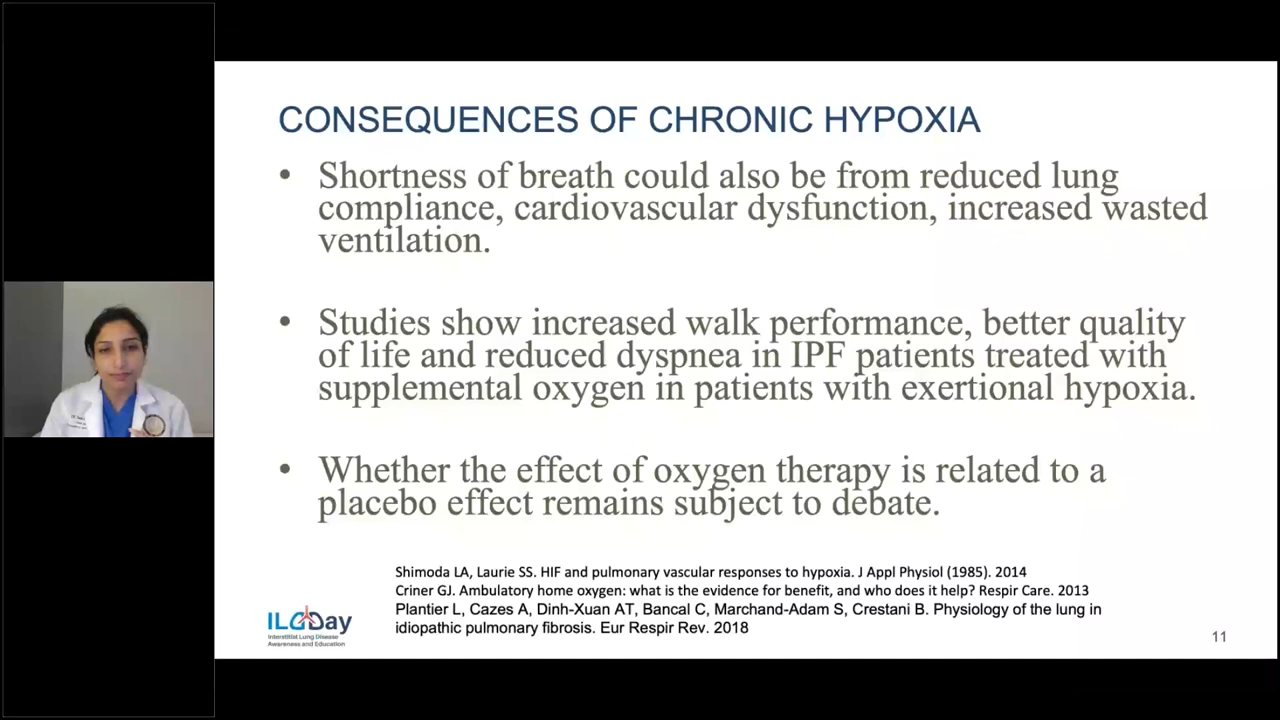 CONSEQUENCES OF CHRONIC HYPOXIA
• Shortness of breath could also be from reduced lung
compliance, cardiovascular dysfunction, increased wasted
ventilation.
• Studies show increased walk performance, better quality
of life and reduced dyspnea in IPF patients treated with
supplemental oxygen in patients with exertional hypoxia.
• Whether the effect of oxygen therapy is related to a
placebo effect remains subject to debate.
Shimoda LA, Laurie SS. HIF and pulmonary vascular responses to hypoxia. J Appl Physiol (1985). 2014
Criner GJ. Ambulatory home oxygen: what is the evidence for benefit, and who does it help? Respir Care. 2013
Plantier L, Cazes A, Dinh-Xuan AT, Bancal C, Marchand-Adam S, Crestani B. Physiology of the lung in
idiopathic pulmonary fibrosis. Eur Respir Rev. 2018
ILD Day
Interstitial Lung Disease
Awareness and Education
11